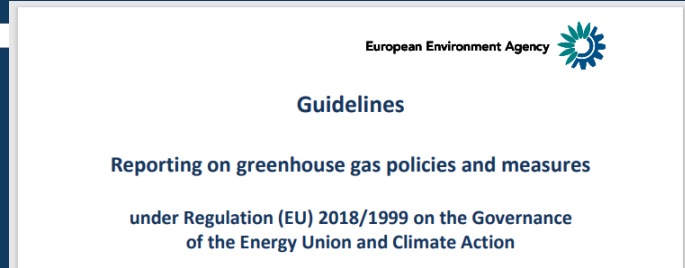 European Environment Agency
Guidelines
Reporting on greenhouse gas policies and measures
under Regulation (EU) 2018/1999 on the Governance
of the Energy Union and Climate Action